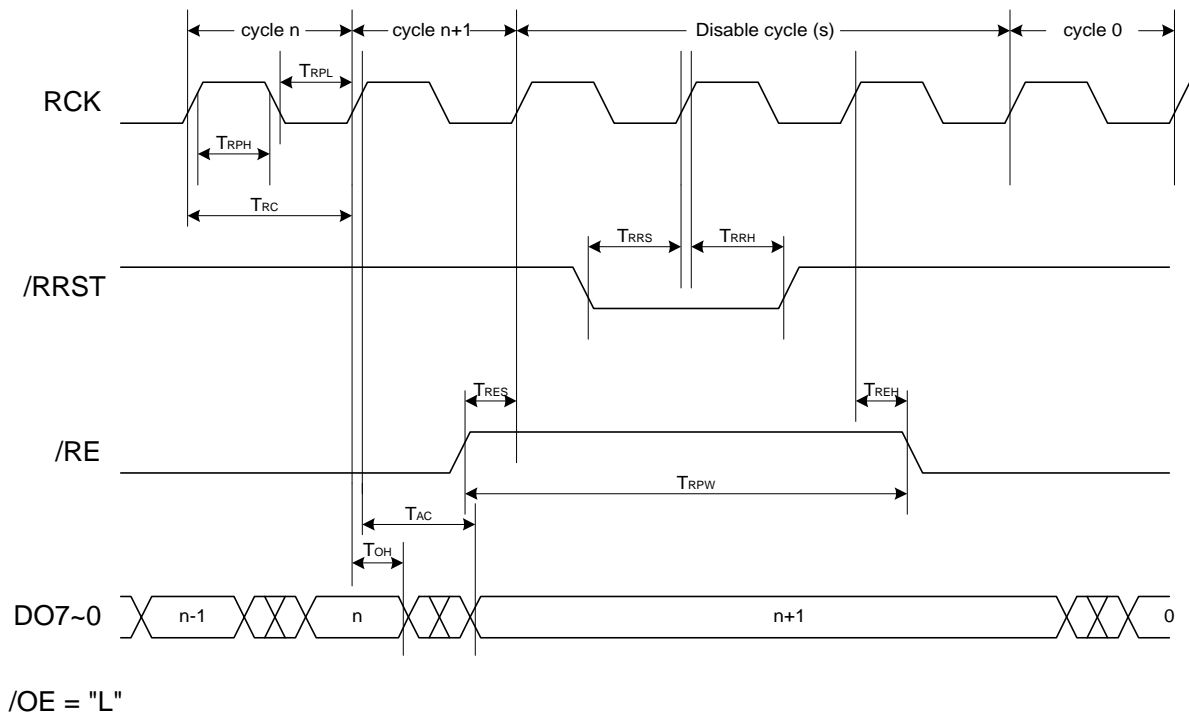 cycle n
cycle n+1
Disable cycle (s)
cycle 0
TRPL
RCK
TRPH
TRC
TRRS
TRRH
/RRST
TRES
TREH
/RE
TRPW
TAC
TOH
DO7~0
n-1
n
n+1
0
/OE = "L"